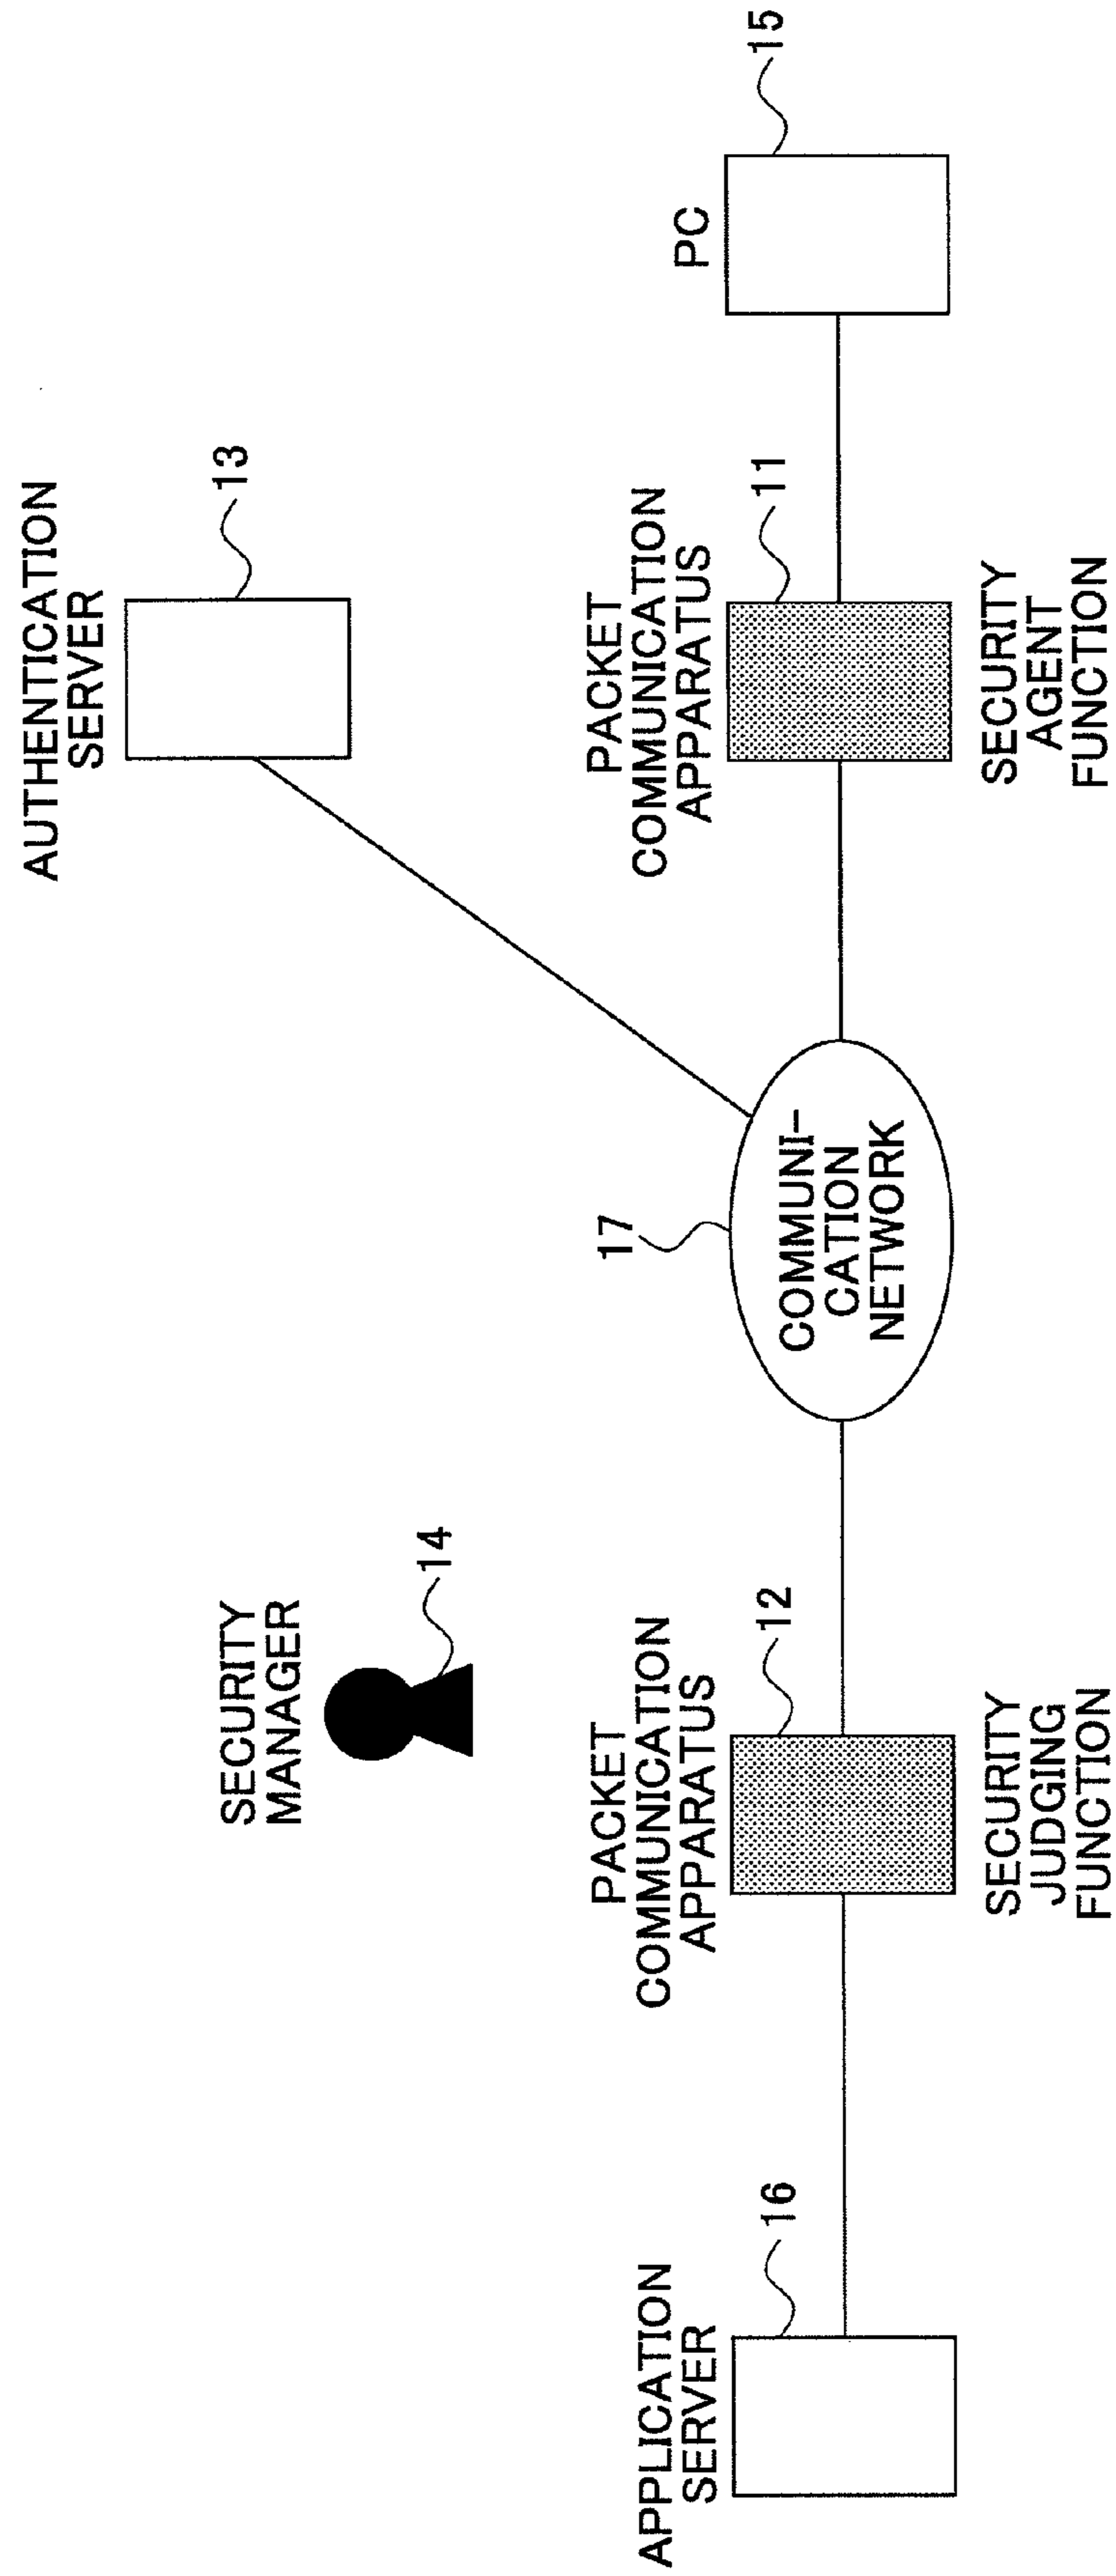 AUTHENTICATION
SERVER
13
SECURITY
MANAGER
14
APPLICATION
SERVER
16
PACKET
COMMUNICATION
APPARATUS
12
SECURITY
JUDGING
FUNCTION
17
COMMUNI-
CATION
NETWORK
PACKET
COMMUNICATION
APPARATUS
11
SECURITY
AGENT
FUNCTION
PC
15